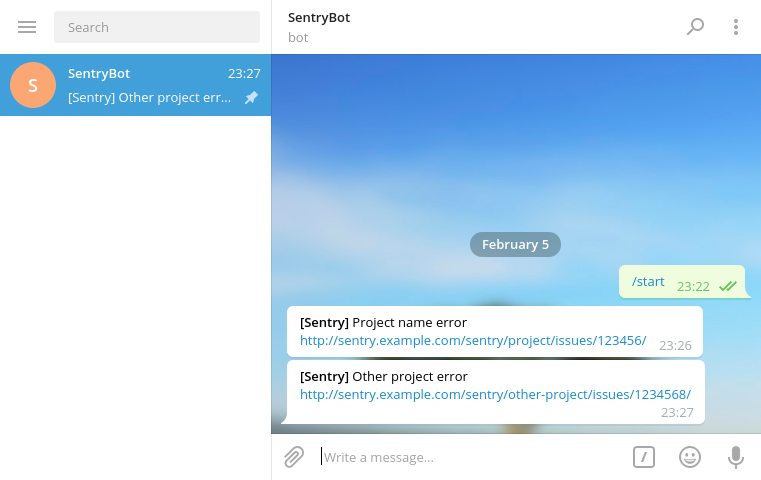 Search
SentryBot 23:27
[Sentry] Other project err...
S
SentryBot
bot
February 5
/start 23:22
[Sentry] Project name error
http://sentry.example.com/sentry/project/issues/123456/ 23:26
[Sentry] Other project error
http://sentry.example.com/sentry/other-project/issues/1234568/
23:27
Write a message...
/